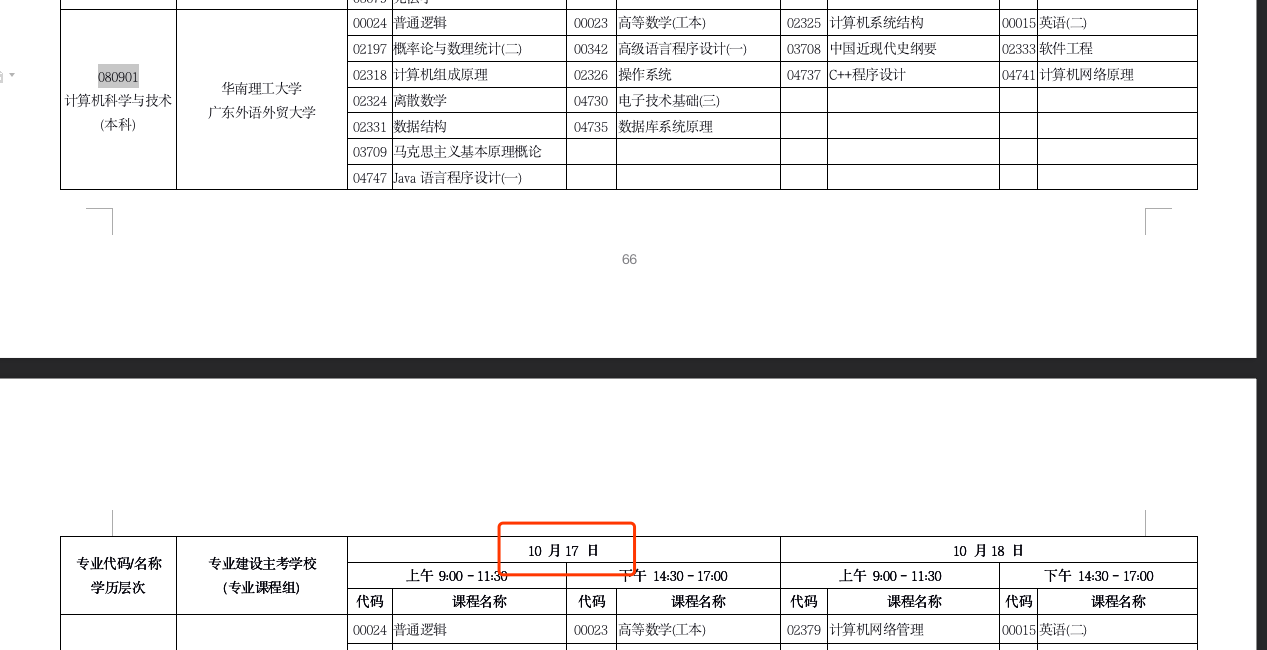 00024 普通逻辑 00023 高等数学(工本) 02325 计算机系统结构 00015 英语(二)
02197 概率论与数理统计(二) 00342 高级语言程序设计(一) 03708 中国近现代史纲要 02333 软件工程
080901
计算机科学与技术
(本科)
华南理工大学
广东外语外贸大学
02318 计算机组成原理 02326 操作系统 04737 C++程序设计 04741 计算机网络原理
02324 离散数学 04730 电子技术基础(三)
02331 数据结构 04735 数据库系统原理
03709 马克思主义基本原理概论
04747 Java 语言程序设计(一)
66
专业代码/名称
学历层次
专业建设主考学校
(专业课程组)
10 月 17 日 10 月 18 日
上午 9:00－11:30 下午 14:30－17:00 上午 9:00－11:30 下午 14:30－17:00
代码 课程名称 代码 课程名称 代码 课程名称 代码 课程名称
00024 普通逻辑 00023 高等数学(工本) 02379 计算机网络管理 00015 英语(二)